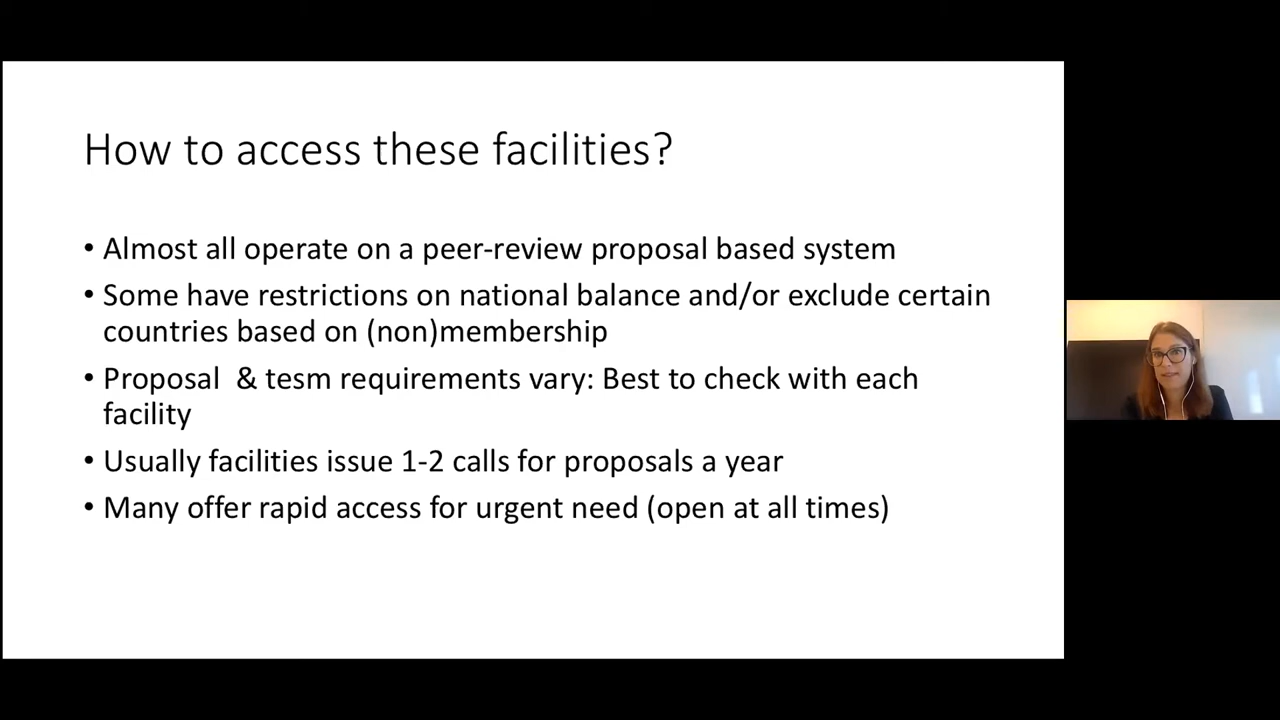 How to access these facilities?
• Almost all operate on a peer-review proposal based system
• Some have restrictions on national balance and/or exclude certain
countries based on (non)membership
• Proposal  & tesm requirements vary: Best to check with each
facility
• Usually facilities issue 1-2 calls for proposals a year
• Many offer rapid access for urgent need (open at all times)